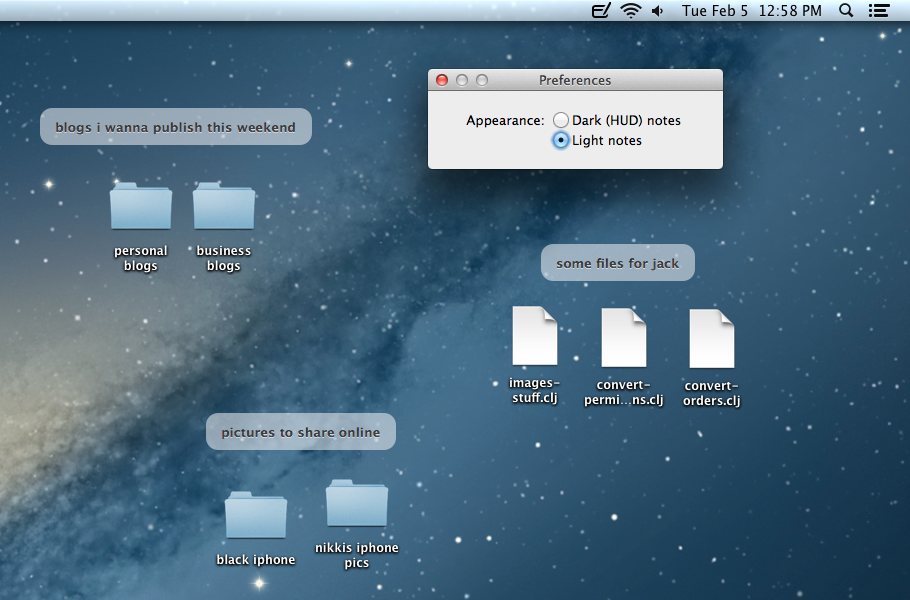 Tue Feb 5 12:58 PM
Preferences
Appearance: Dark (HUD) notes
Light notes
blogs i wanna publish this weekend
personal
blogs
business
blogs
some files for jack
images-
stuff.clj
convert-
permi...ns.clj
convert-
orders.clj
pictures to share online
black iphone
nikkis iphone
pics